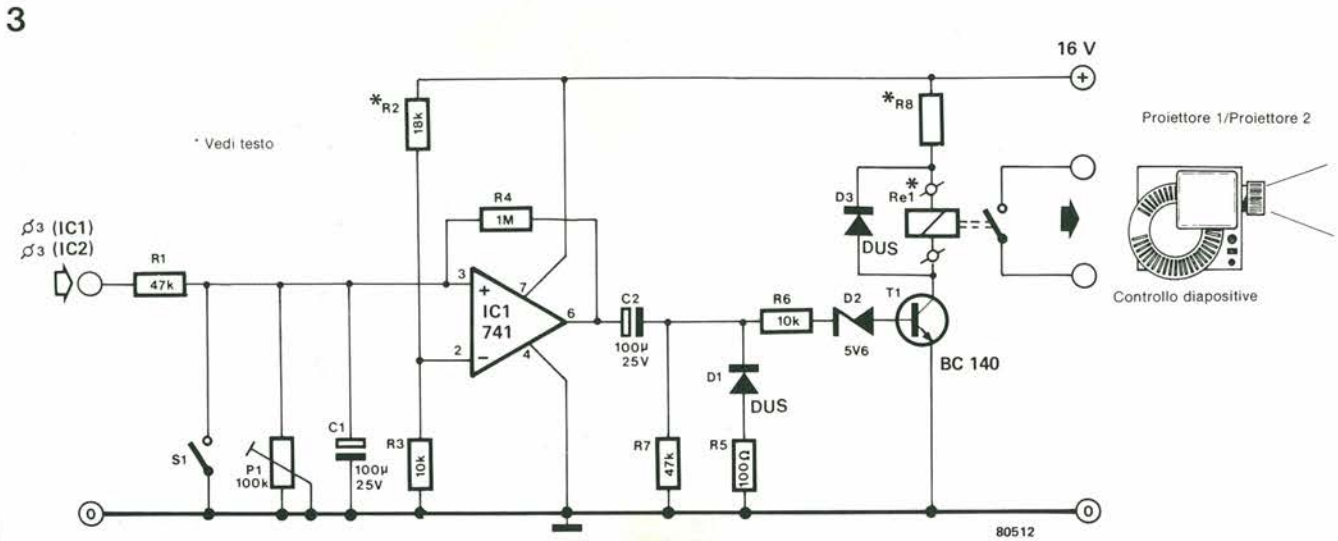 3
16 V
+
*R2
18k
*R8
Proiettore 1/Proiettore 2
* Vedi testo
R4
1M
D3
*
Re1
DUS
ø3 (IC1)
ø3 (IC2)
R1
47k
3
+
7
IC1
741
6
2
−
4
C2
100µ
25V
R6
10k
D2
5V6
T1
BC 140
Controllo diapositive
D1
DUS
S1
P1
100k
C1
100µ
25V
R3
10k
R7
47k
R5
100Ω
0
0
80512